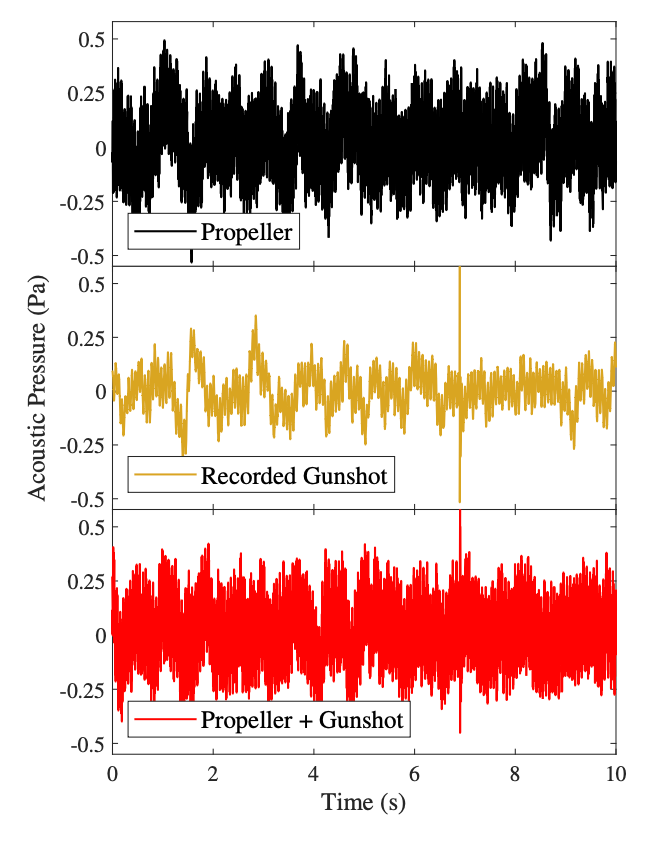 0.5
0.25
0
-0.25
-0.5
Propeller
0.5
0.25
0
-0.25
-0.5
Recorded Gunshot
Acoustic Pressure (Pa)
0.5
0.25
0
-0.25
-0.5
Propeller + Gunshot
0 2 4 6 8 10
Time (s)